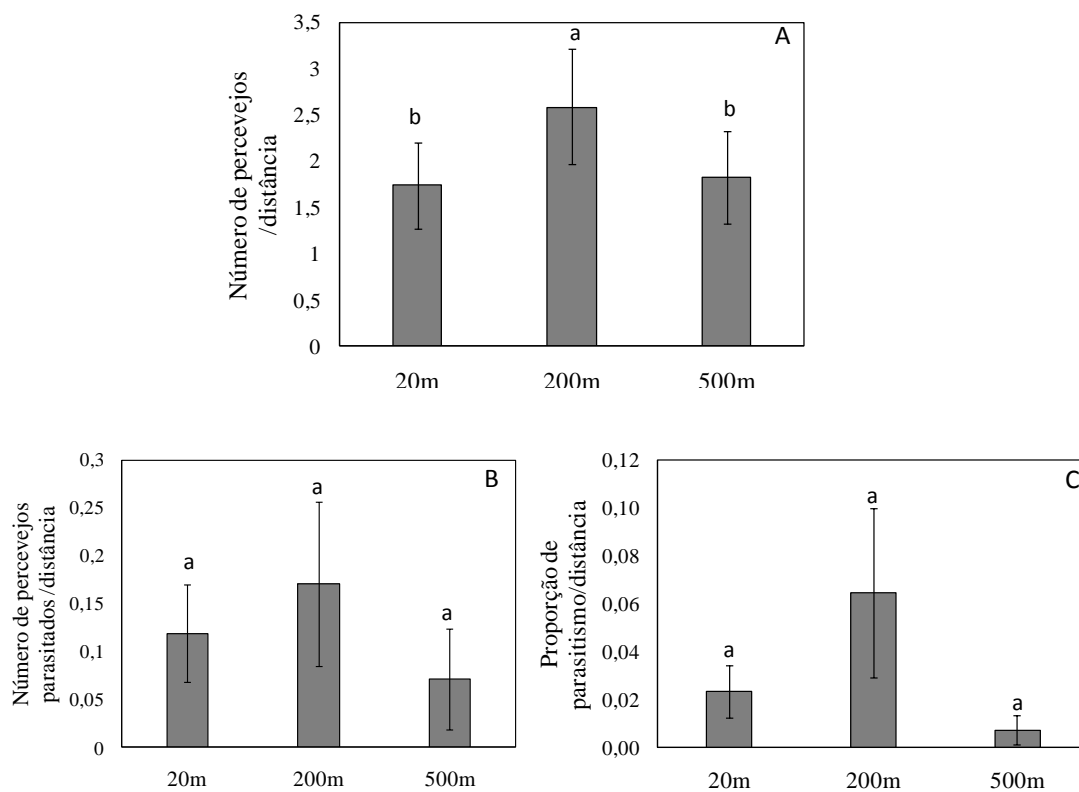 A
Número de percevejos
/distância
3,5
3
2,5
2
1,5
1
0,5
0
b
a
b
20m
200m
500m
B
Número de percevejos
parasitados /distância
0,3
0,25
0,2
0,15
0,1
0,05
0
a
a
a
20m
200m
500m
C
Proporção de
parasitismo/distância
0,12
0,10
0,08
0,06
0,04
0,02
0,00
a
a
a
20m
200m
500m